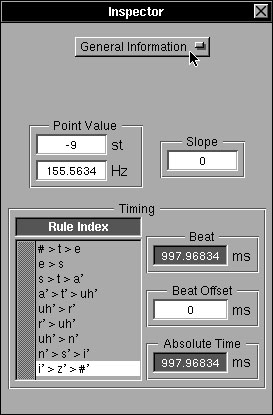 Inspector
General Information
Point Value
-9 st
155.5634 Hz
Slope
0
Timing
Rule Index
# > t > e
e > s
s > t > a'
a' > t' > uh'
uh' > r'
r' > uh'
uh' > n'
n' > s' > i'
i' > z' > #'
Beat
997.96834 ms
Beat Offset
0 ms
Absolute Time
997.96834 ms